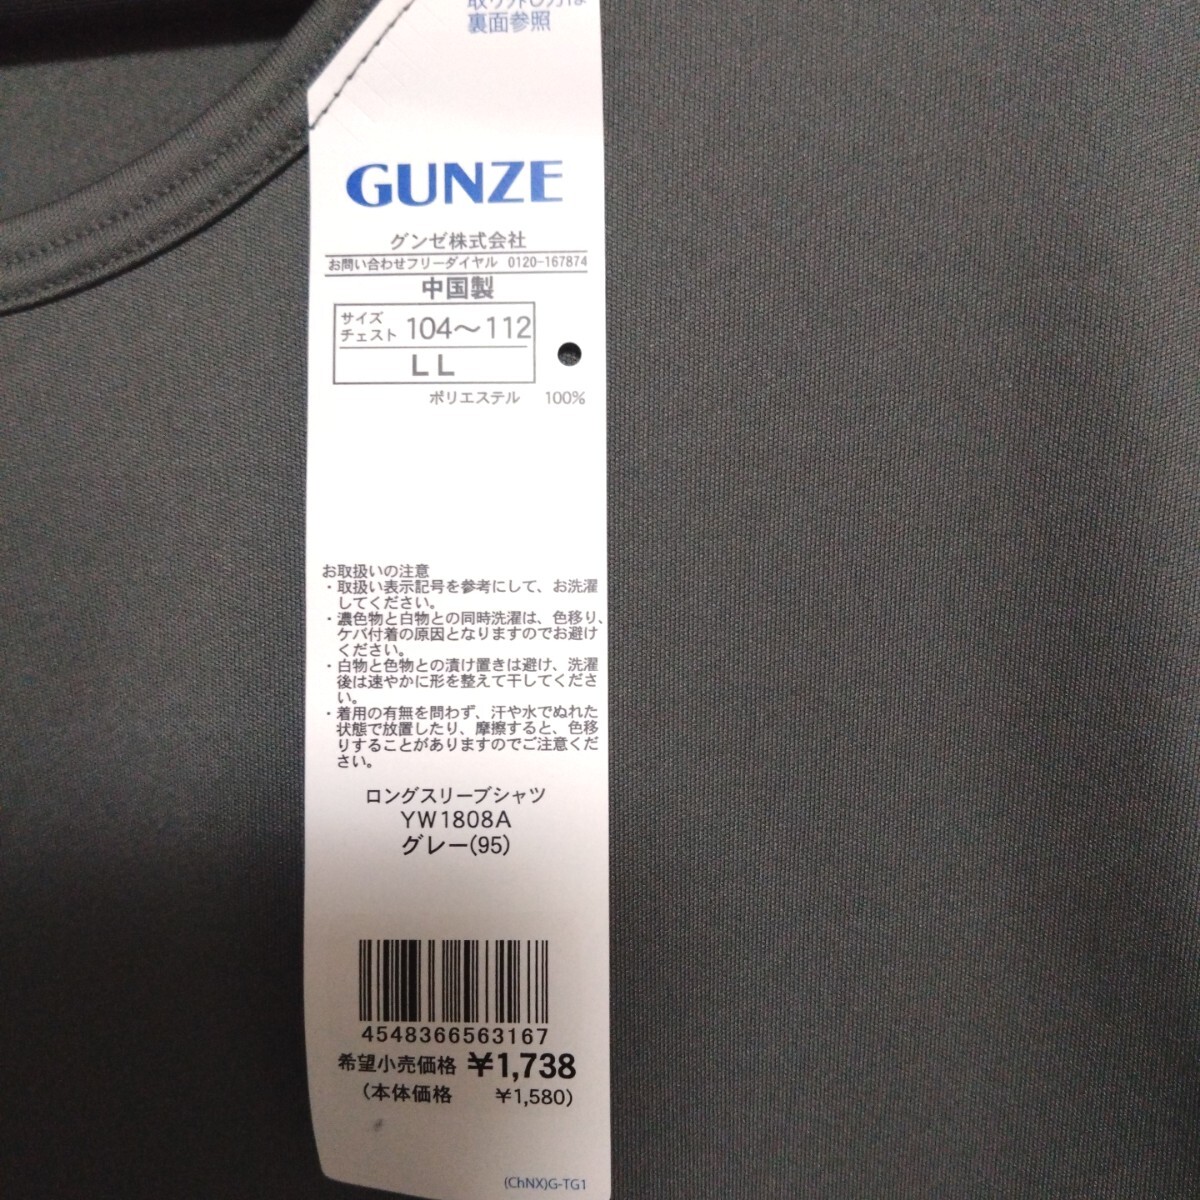 裏面参照
GUNZE
グンゼ株式会社
お問い合わせフリーダイヤル 0120-167874
中国製
サイズ
チェスト 104～112
LL
ポリエステル 100%
お取扱いの注意
・取扱い表示記号を参考にして、お洗濯
してください。
・濃色物と白物との同時洗濯は、色移り、
ケバ付着の原因となりますのでお避け
ください。
・白物と色物との漬け置きは避け、洗濯
後は速やかに形を整えて干してくださ
い。
・着用の有無を問わず、汗や水でぬれた
状態で放置したり、摩擦すると、色移
りすることがありますのでご注意くだ
さい。
ロングスリーブシャツ
YW1808A
グレー(95)
4548366563167
希望小売価格 ¥1,738
(本体価格 ¥1,580)
(ChNX)G-TG1